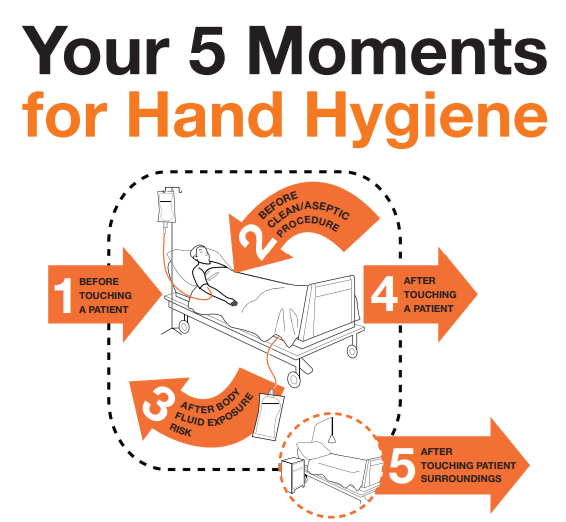 Your 5 Moments
for Hand Hygiene
1
BEFORE
TOUCHING
A PATIENT
2
BEFORE
CLEAN/ASEPTIC
PROCEDURE
3
AFTER BODY
FLUID EXPOSURE
RISK
4
AFTER
TOUCHING
A PATIENT
5
AFTER
TOUCHING PATIENT
SURROUNDINGS